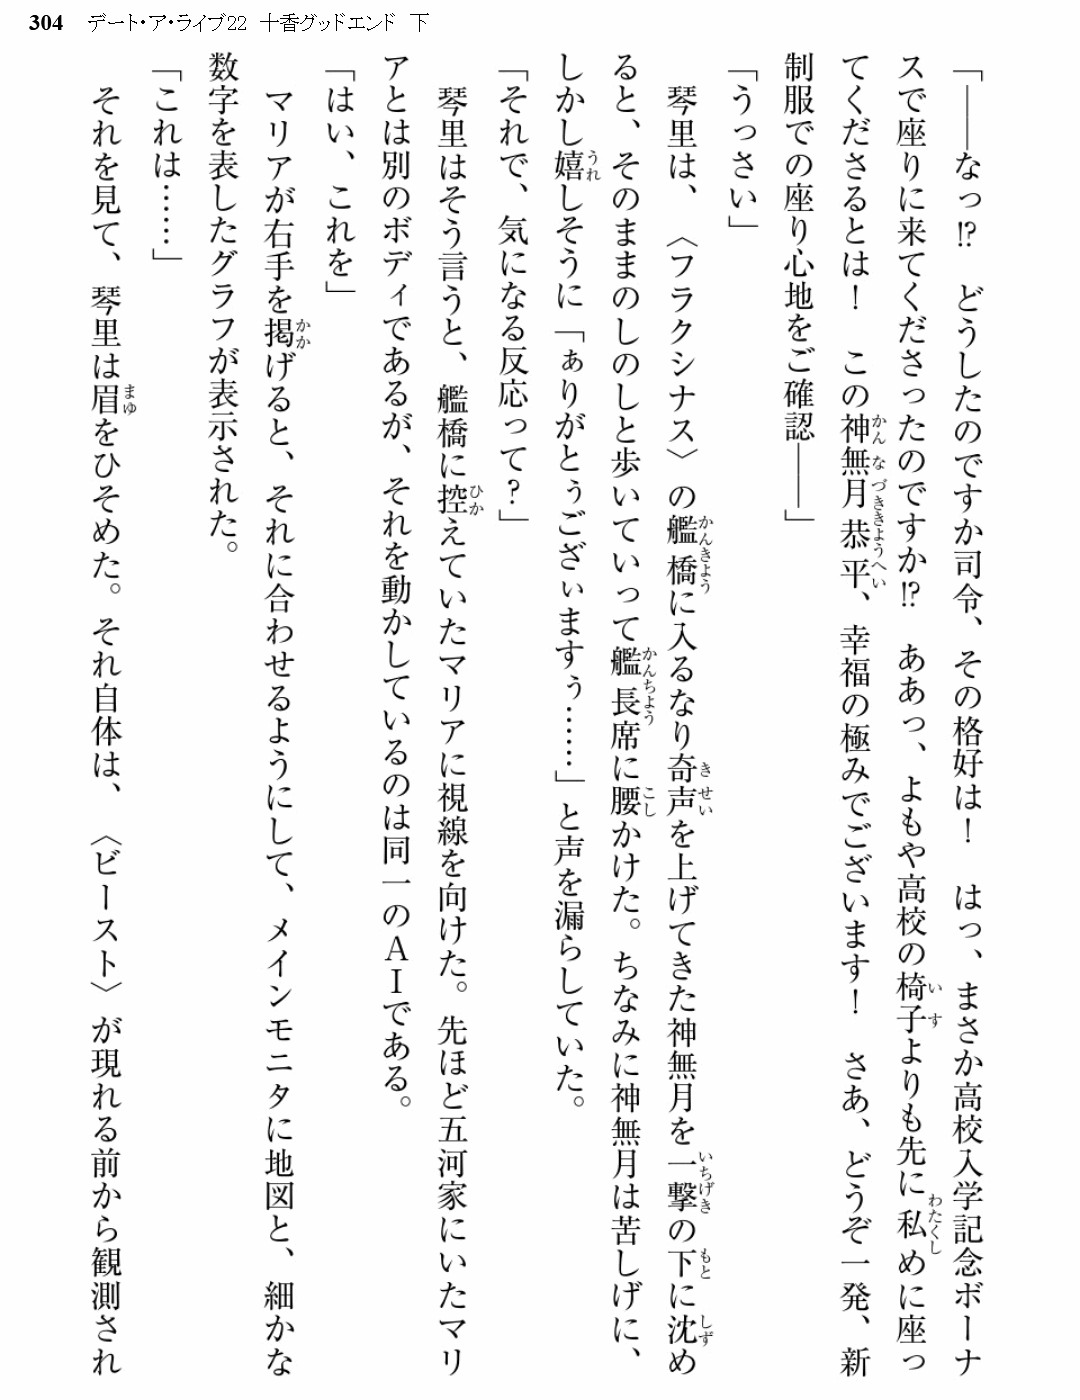 304 デート・ア・ライブ22 十香グッドエンド 下
「――なっ!? どうしたのですか司令、その格好は！ はっ、まさか高校入学記念ボーナ
スで座りに来てくださったのですか!? ああっ、よもや高校の椅子よりも先に私めに座っ
てくださるとは！ この神無月恭平、幸福の極みでございます！ さあ、どうぞ一発、新
制服での座り心地をご確認――」
「うっさい」
琴里は、〈フラクシナス〉の艦橋に入るなり奇声を上げてきた神無月を一撃の下に沈め
ると、そのままのしのしと歩いていって艦長席に腰かけた。ちなみに神無月は苦しげに、
しかし嬉しそうに「ぁりがとぅござぃますぅ……」と声を漏らしていた。
「それで、気になる反応って？」
琴里はそう言うと、艦橋に控えていたマリアに視線を向けた。先ほど五河家にいたマリ
アとは別のボディであるが、それを動かしているのは同一のＡＩである。
「はい、これを」
マリアが右手を掲げると、それに合わせるようにして、メインモニタに地図と、細かな
数字を表したグラフが表示された。
「これは……」
それを見て、琴里は眉をひそめた。それ自体は、〈ビースト〉が現れる前から観測され